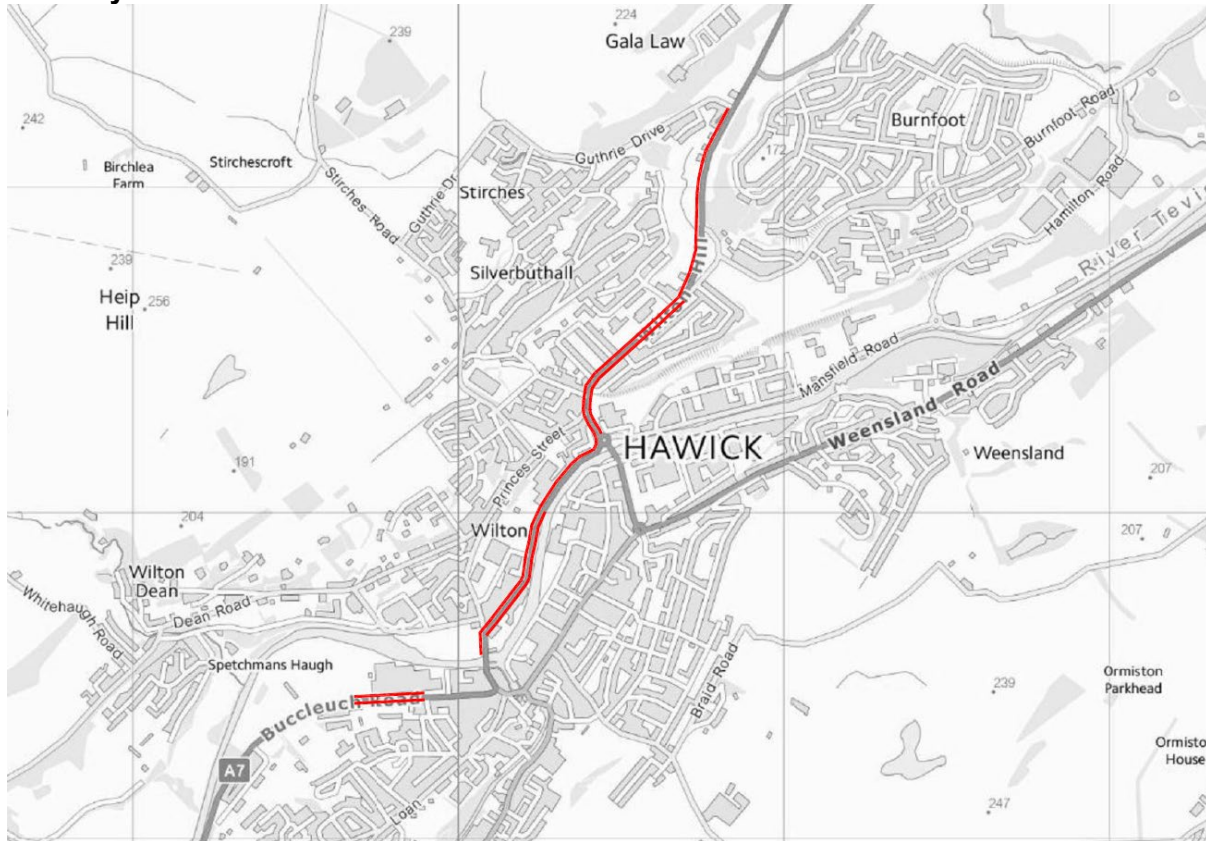 224
239
Gala Law
242
Burnfoot
Burnfoot Road
Guthrie Drive
172
Stirchescroft
Birchlea
Farm
Stirches Road
Guthrie Dr
Stirches
Hamilton Road
River Tevi
239
Silverbuthall
Heip
Hill
256
Mansfield Road
Weensland Road
HAWICK
Princes Street
191
Weensland
207
204
Wilton
207
Wilton
Dean
Whitehaugh Road
Dean Road
Spetchmans Haugh
Braid Road
239
Ormiston
Parkhead
Buccleuch Road
Ormisto
House
A7
Loan
247